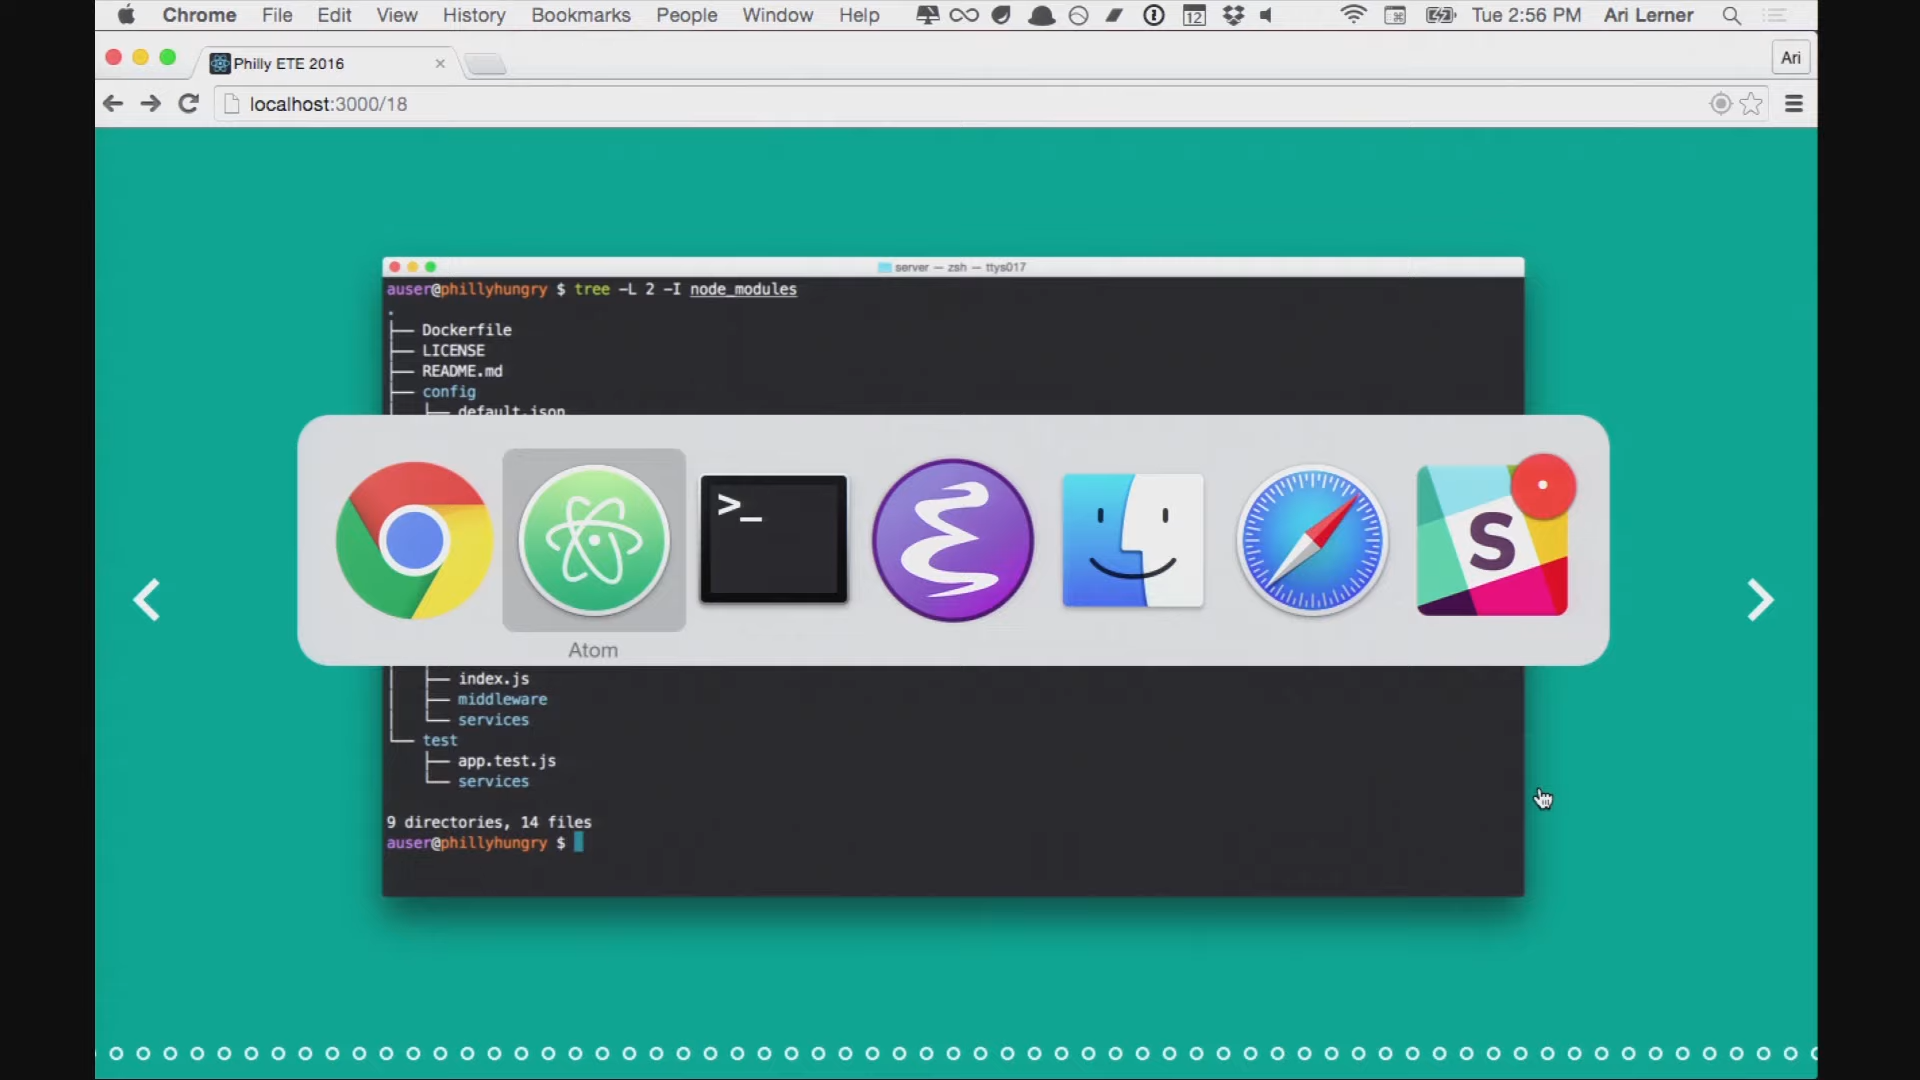 Chrome File Edit View History Bookmarks People Window Help 12 Tue 2:56 PM Ari Lerner
Philly ETE 2016
Ari
localhost:3000/18
server — zsh — ttys017
auser@phillyhungry $ tree -L 2 -I node_modules
.
├── Dockerfile
├── LICENSE
├── README.md
├── config
│   ├── default.json
>_
S
Atom
│   ├── index.js
│   ├── middleware
│   └── services
└── test
    ├── app.test.js
    └── services
9 directories, 14 files
auser@phillyhungry $